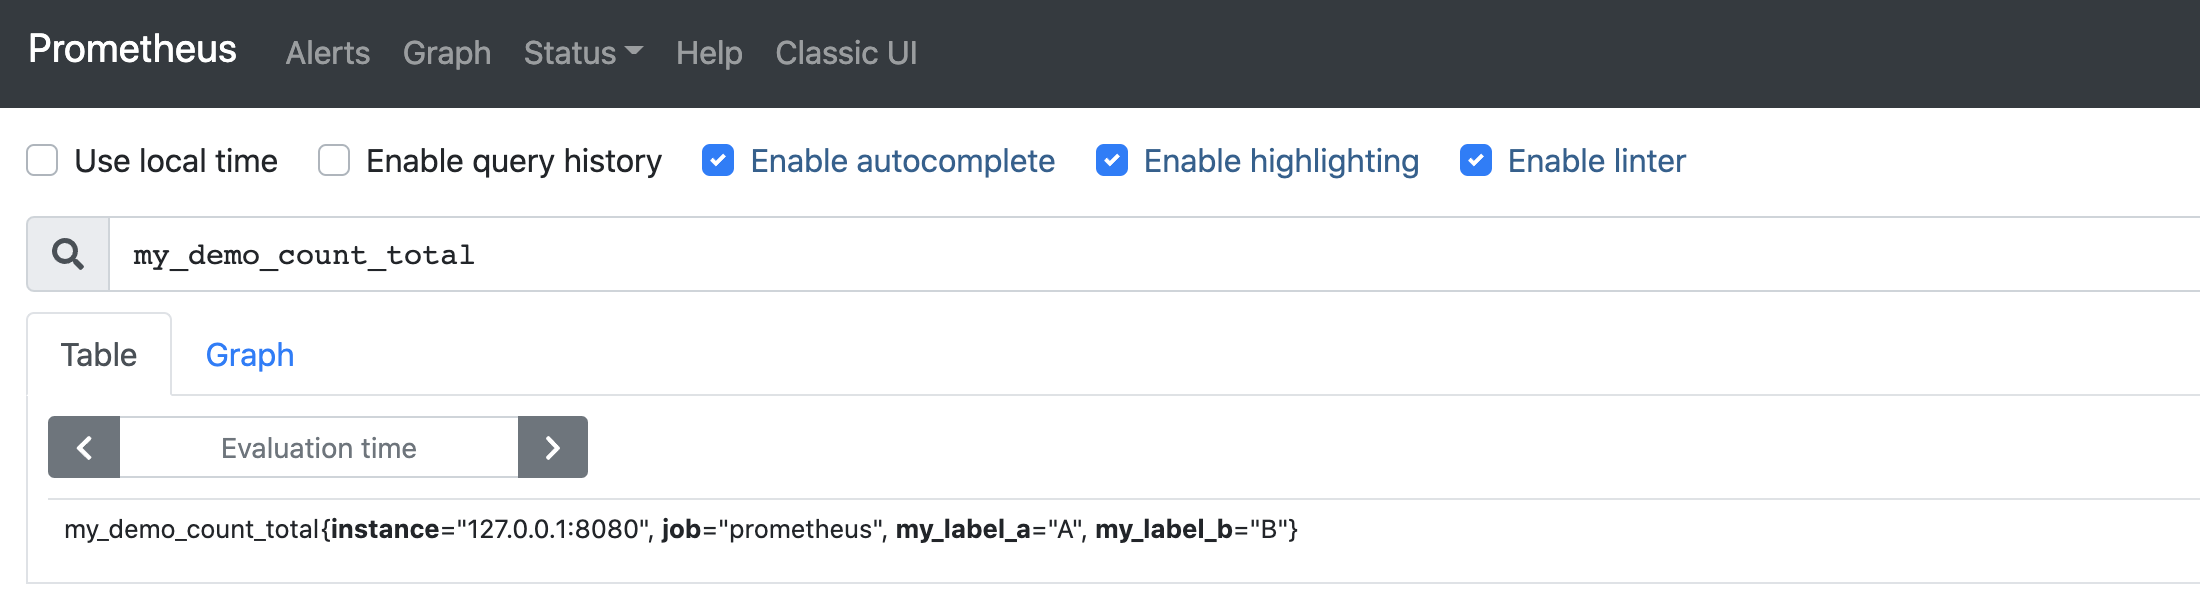 Prometheus Alerts Graph Status Help Classic UI
Use local time Enable query history Enable autocomplete Enable highlighting Enable linter
my_demo_count_total
Table Graph
Evaluation time
my_demo_count_total{instance="127.0.0.1:8080", job="prometheus", my_label_a="A", my_label_b="B"}